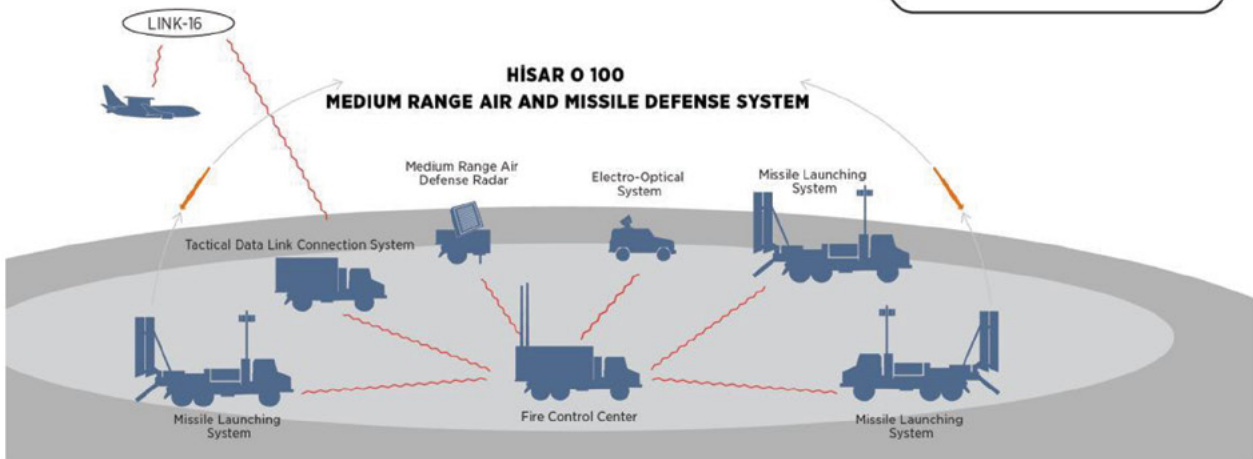 LINK-16
HİSAR O 100
MEDIUM RANGE AIR AND MISSILE DEFENSE SYSTEM
Medium Range Air
Defense Radar
Electro-Optical
System
Missile Launching
System
Tactical Data Link Connection System
Missile Launching
System
Fire Control Center
Missile Launching
System